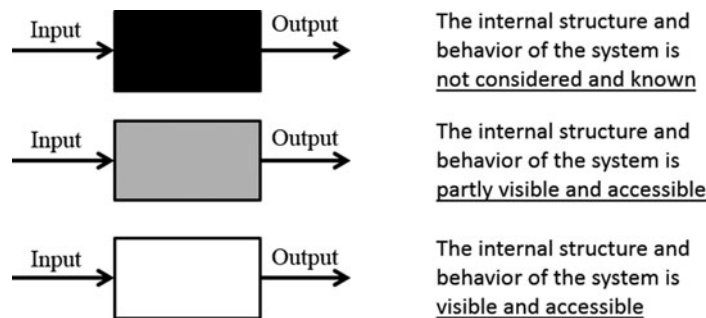 Input
Output
The internal structure and
behavior of the system is
not considered and known
Input
Output
The internal structure and
behavior of the system is
partly visible and accessible
Input
Output
The internal structure and
behavior of the system is
visible and accessible